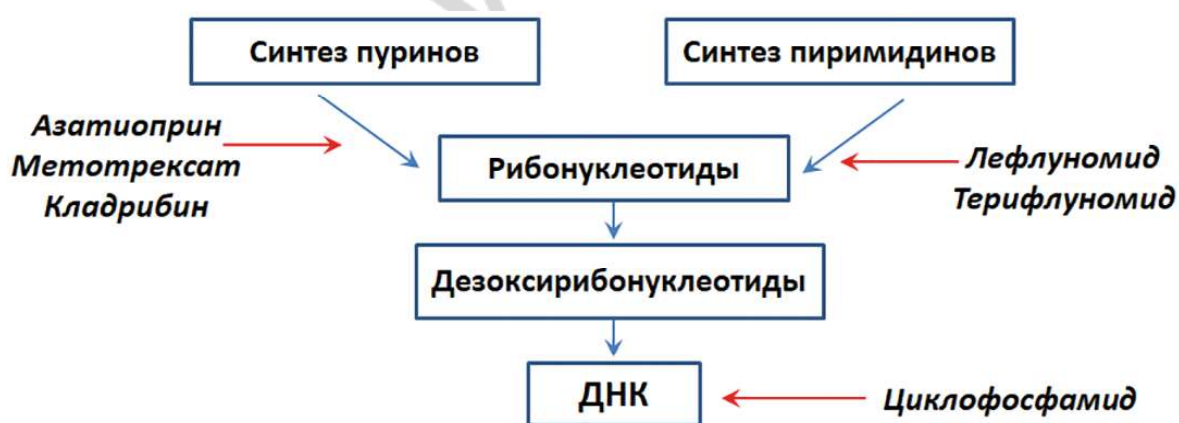 Синтез пуринов
Синтез пиримидинов
Азатиоприн
Метотрексат
Кладрибин
Рибонуклеотиды
Лефлуномид
Терифлуномид
Дезоксирибонуклеотиды
ДНК
Циклофосфамид